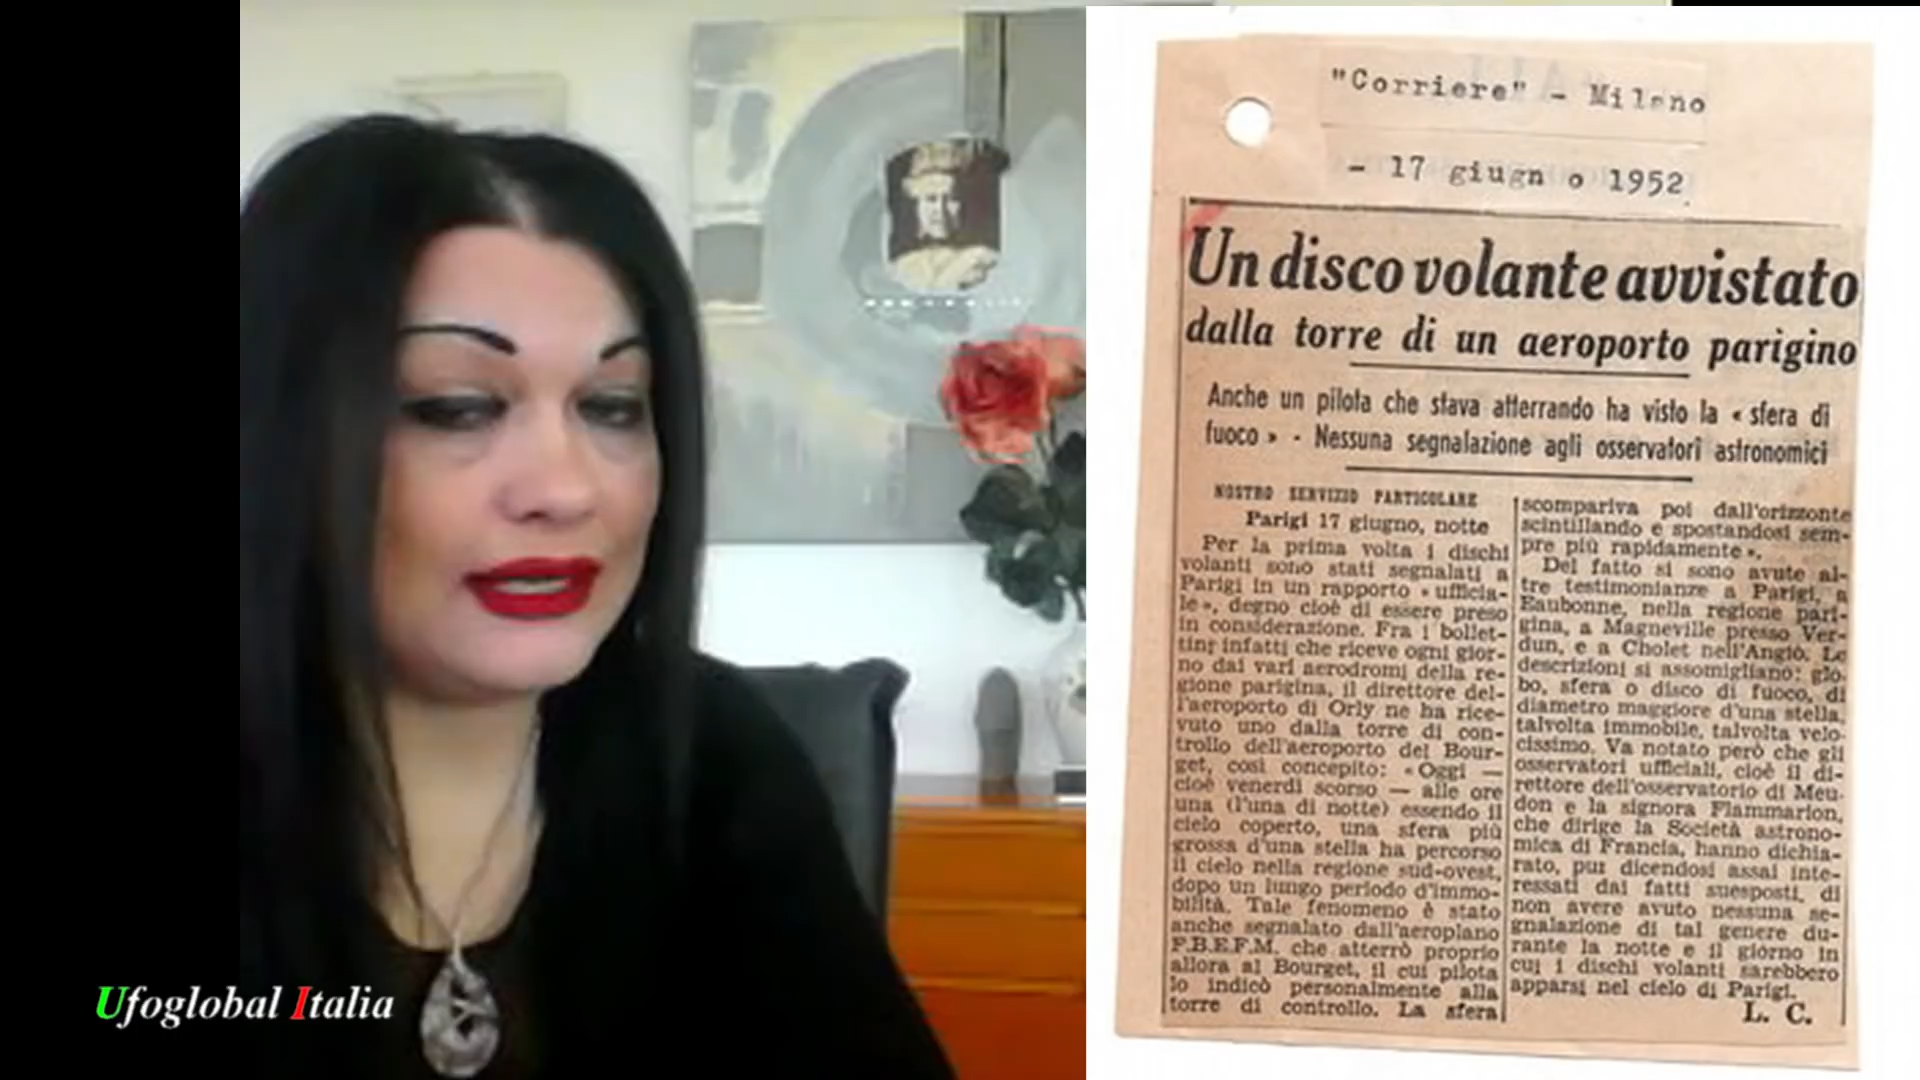 "Corriere" - Milano
- 17 giugno 1952
Un disco volante avvistato
dalla torre di un aeroporto parigino
Anche un pilota che stava atterrando ha visto la « sfera di
fuoco » - Nessuna segnalazione agli osservatori astronomici
NOSTRO SERVIZIO PARTICOLARE
Parigi 17 giugno, notte
Per la prima volta i dischi
volanti sono stati segnalati a
Parigi in un rapporto « ufficia-
le », degno cioè di essere preso
in considerazione. Fra i bollet-
tini infatti che riceve ogni gior-
no dai vari aerodromi della re-
gione parigina, il direttore del-
l'aeroporto di Orly ne ha rice-
vuto uno dalla torre di con-
trollo dell'aeroporto del Bour-
get, così concepito: « Oggi —
cioè venerdì scorso — alle ore
una (l'una di notte) essendo il
cielo coperto, una sfera più
grossa d'una stella ha percorso
il cielo nella regione sud-ovest,
dopo un lungo periodo d'immo-
bilità. Tale fenomeno è stato
anche segnalato dall'aeroplano
F.B.E.F.M. che atterrò proprio
allora al Bourget, il cui pilota
lo indicò personalmente alla
torre di controllo. La sfera
scompariva poi dall'orizzonte
scintillando e spostandosi sem-
pre più rapidamente ».
Del fatto si sono avute al-
tre testimonianze a Parigi, a
Eaubonne, nella regione pari-
gina, a Magneville presso Ver-
dun, e a Cholet nell'Angiò. Le
descrizioni si assomigliano: glo-
bo, sfera o disco di fuoco, di
diametro maggiore d'una stella,
talvolta immobile, talvolta velo-
cissimo. Va notato però che gli
osservatori ufficiali, cioè il di-
rettore dell'osservatorio di Meu-
don e la signora Flammarion,
che dirige la Società astrono-
mica di Francia, hanno dichia-
rato, pur dicendosi assai inte-
ressati dai fatti suesposti, di
non avere avuto nessuna se-
gnalazione di tal genere du-
rante la notte e il giorno in
cui i dischi volanti sarebbero
apparsi nel cielo di Parigi.
L. C.
Ufoglobal Italia